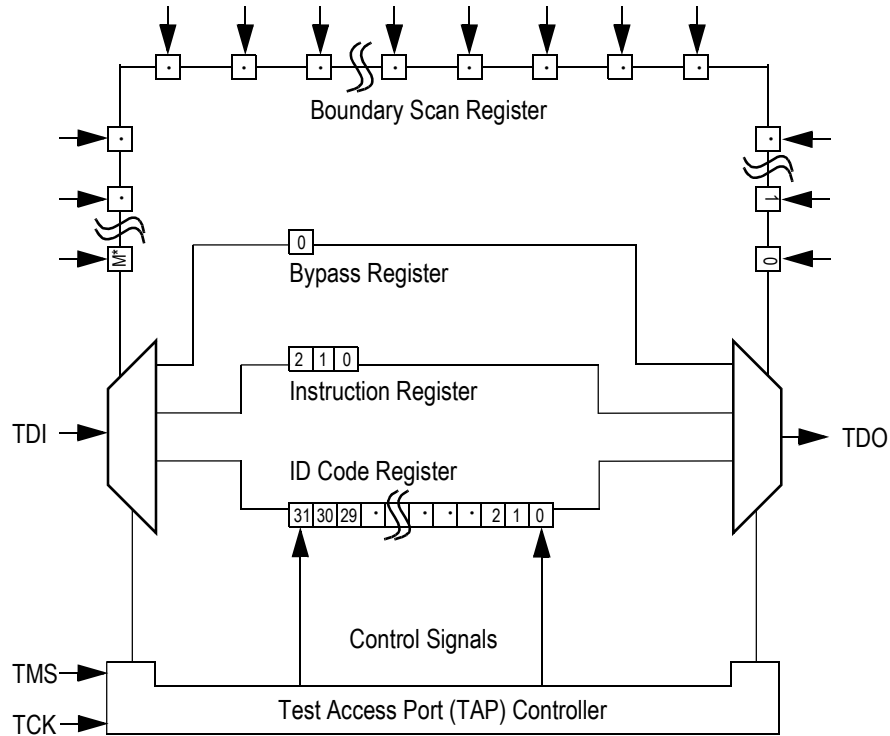 Boundary Scan Register
1
M*
0
0
Bypass Register
2 1 0
Instruction Register
TDI
TDO
ID Code Register
31 30 29 · · · · 2 1 0
Control Signals
TMS
Test Access Port (TAP) Controller
TCK